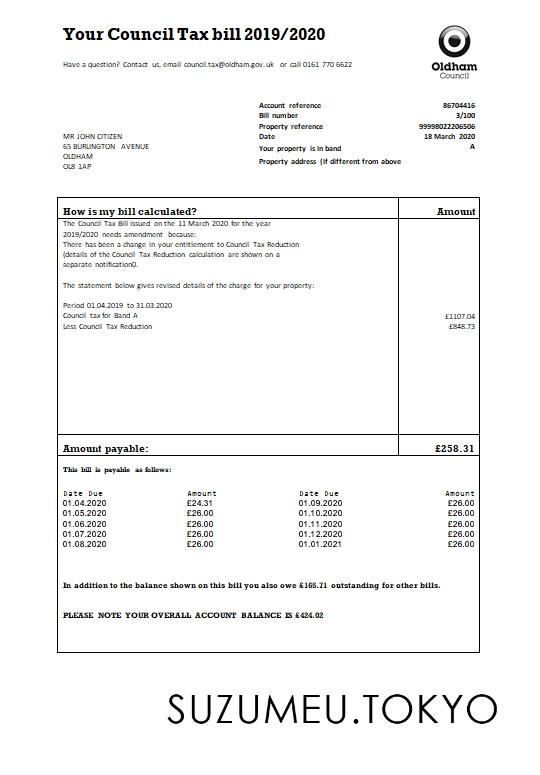 Your Council Tax bill 2019/2020
Have a question? Contact us, email council.tax@oldham.gov.uk or call 0161 770 6622
Oldham
Council
Account reference 86704416
Bill number 3/100
Property reference 99998022206506
MR JOHN CITIZEN Date 18 March 2020
65 BURLINGTON AVENUE Your property is in band A
OLDHAM
OL8 1AP Property address (if different from above
How is my bill calculated? Amount
The Council Tax Bill issued on the 11 March 2020 for the year
2019/2020 needs amendment because:
There has been a change in your entitlement to Council Tax Reduction
(details of the Council Tax Reduction calculation are shown on a
separate notification0.
The statement below gives revised details of the charge for your property:
Period 01.04.2019 to 31.03.2020
Council tax for Band A £1107.04
Less Council Tax Reduction £848.73
Amount payable: £258.31
This bill is payable as follows:
Date Due Amount Date Due Amount
01.04.2020 £24.31 01.09.2020 £26.00
01.05.2020 £26.00 01.10.2020 £26.00
01.06.2020 £26.00 01.11.2020 £26.00
01.07.2020 £26.00 01.12.2020 £26.00
01.08.2020 £26.00 01.01.2021 £26.00
In addition to the balance shown on this bill you also owe £165.71 outstanding for other bills.
PLEASE NOTE YOUR OVERALL ACCOUNT BALANCE IS £424.02
SUZUMEU.TOKYO